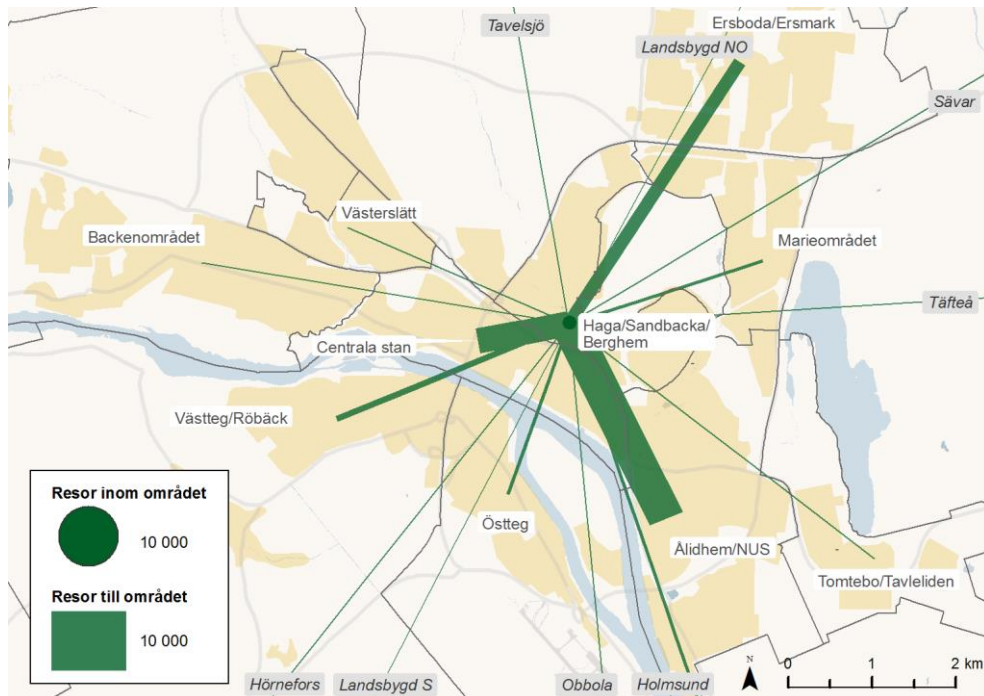 Tavelsjö
Ersboda/Ersmark
Landsbygd NO
Sävar
Västerslätt
Backenområdet
Marieområdet
Täfteå
Haga/Sandbacka/
Berghem
Centrala stan
Västteg/Röbäck
Östteg
Ålidhem/NUS
Tomtebo/Tavleliden
Resor inom området
10 000
Resor till området
10 000
Hörnefors
Landsbygd S
Obbola
Holmsund
N
0 1 2 km